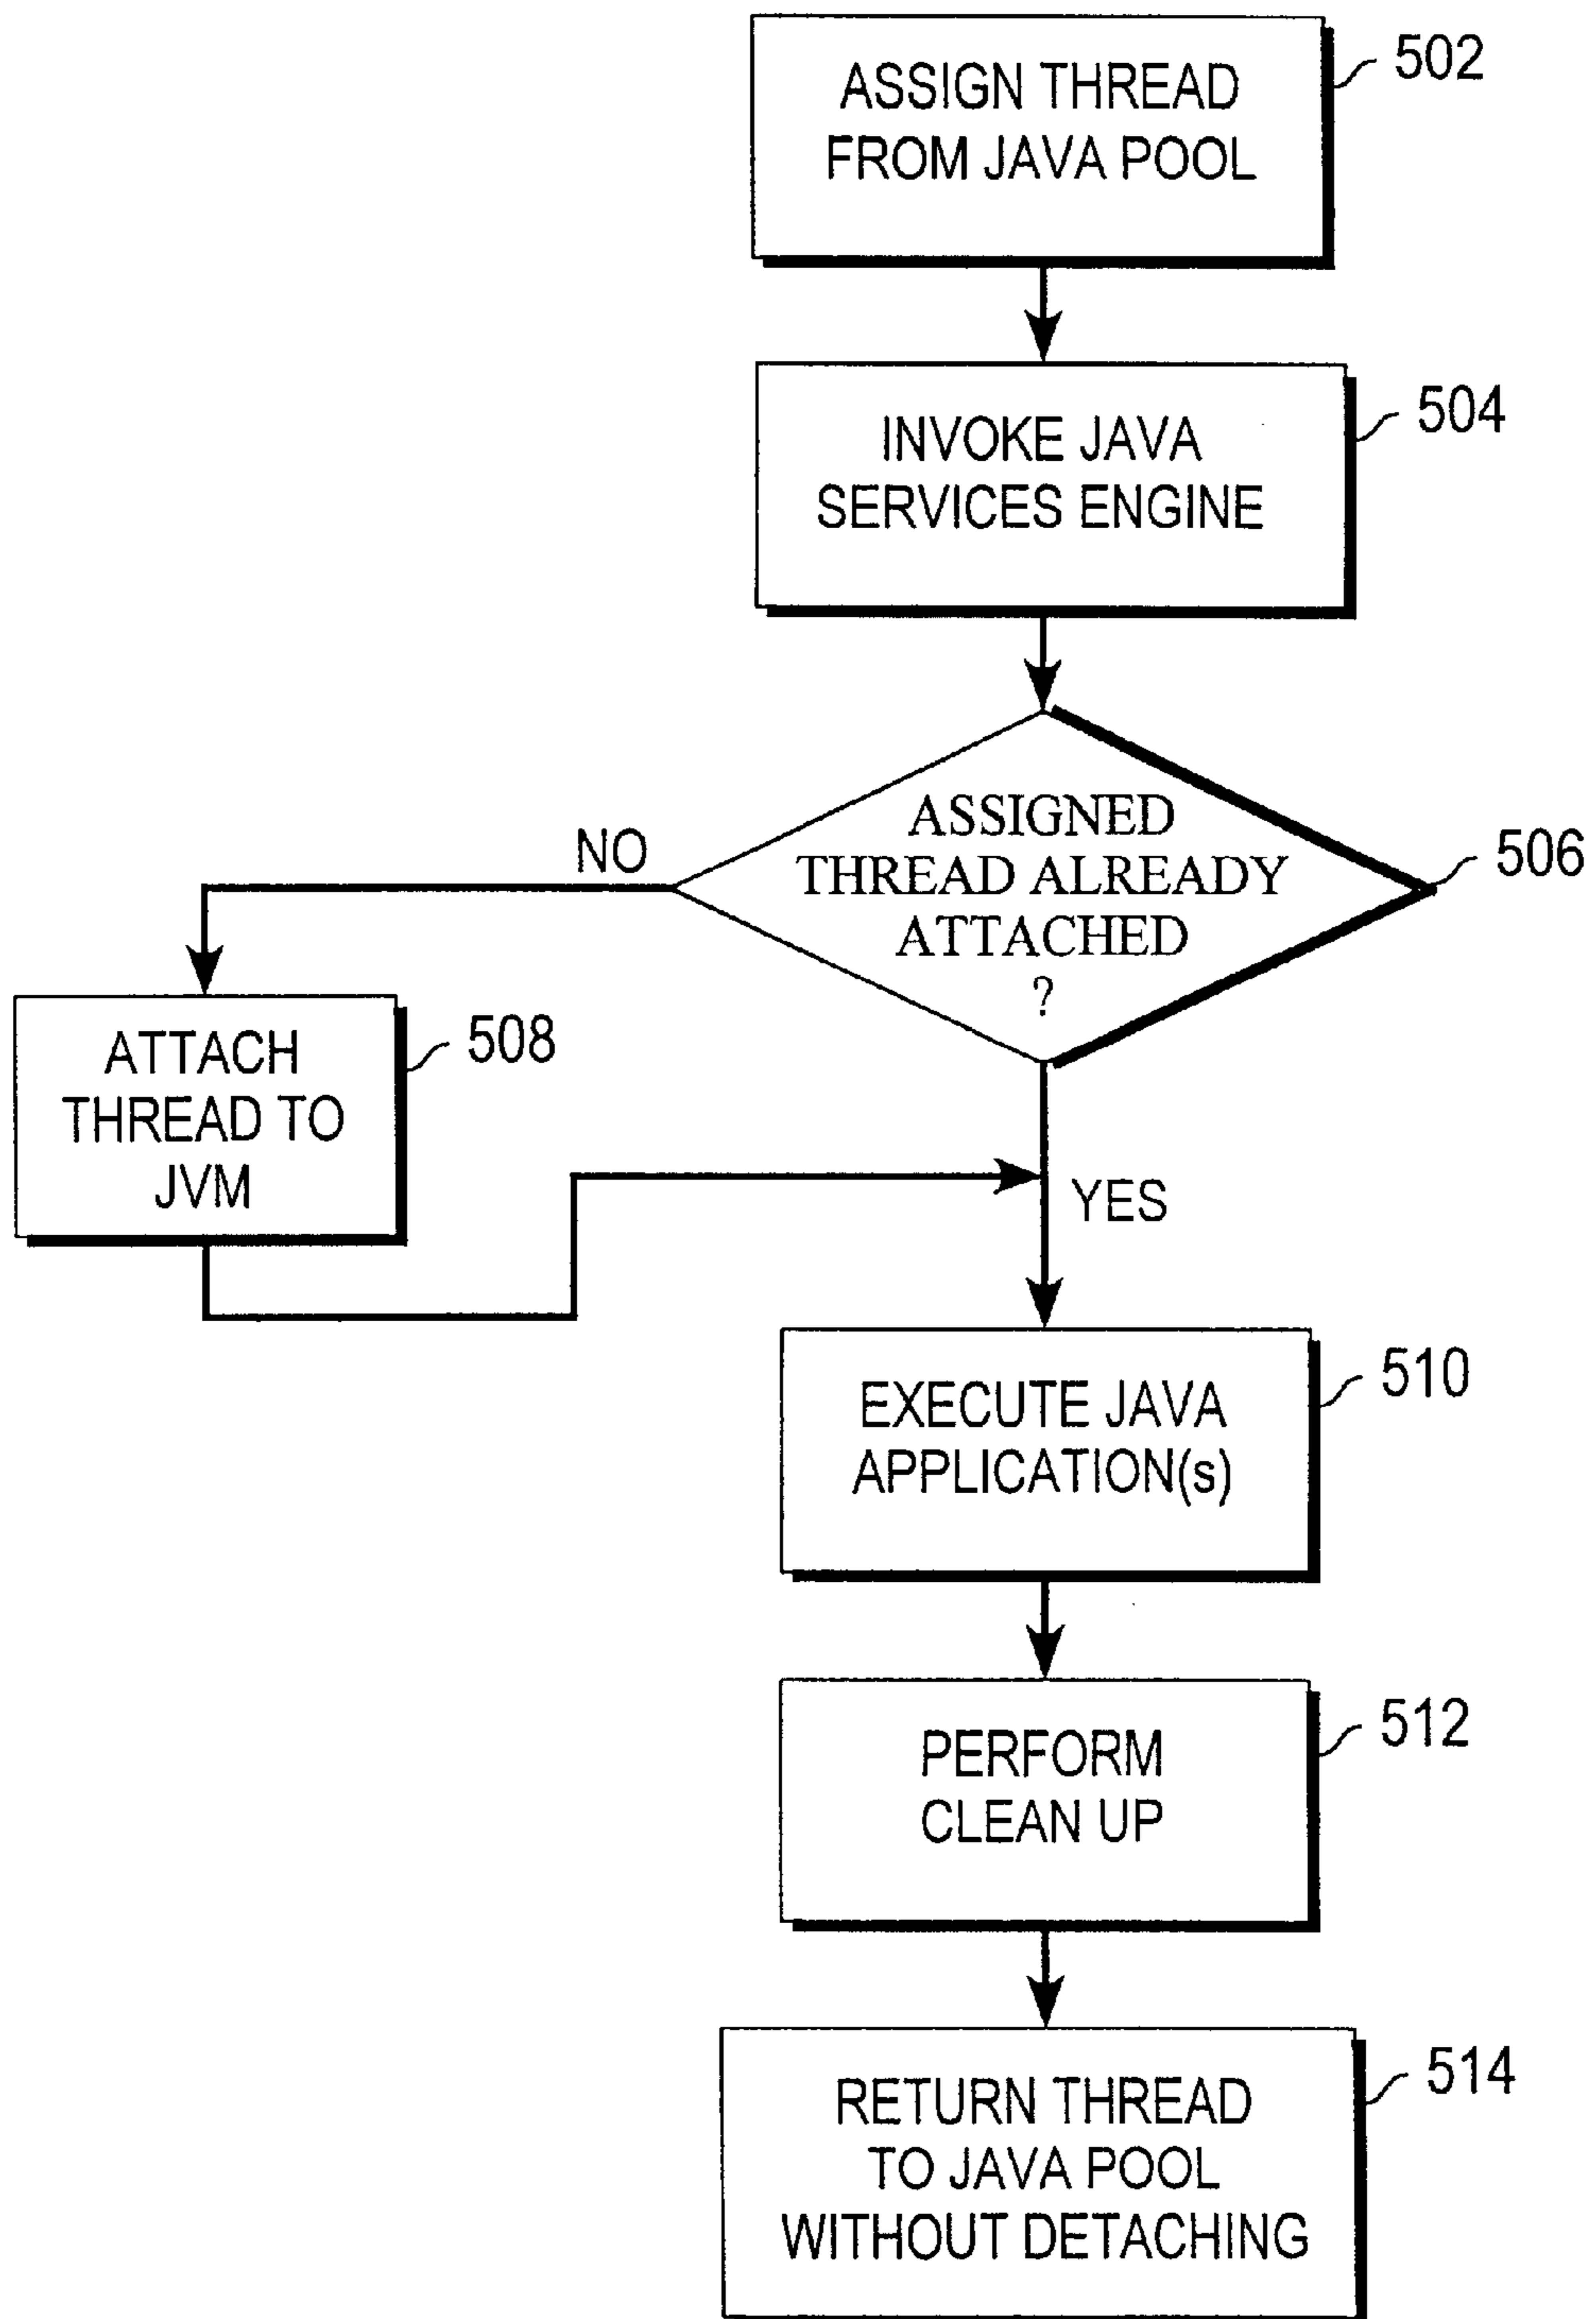 ASSIGN THREAD
FROM JAVA POOL
502
INVOKE JAVA
SERVICES ENGINE
504
ASSIGNED
THREAD ALREADY
ATTACHED
?
506
NO
ATTACH
THREAD TO
JVM
508
YES
EXECUTE JAVA
APPLICATION(s)
510
PERFORM
CLEAN UP
512
RETURN THREAD
TO JAVA POOL
WITHOUT DETACHING
514